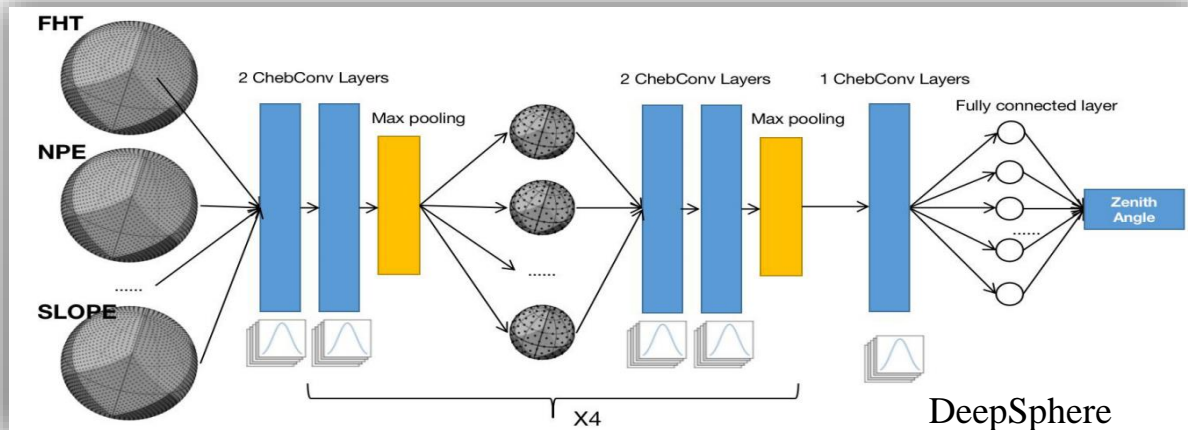 FHT
NPE
......
SLOPE
2 ChebConv Layers
Max pooling
......
2 ChebConv Layers
Max pooling
1 ChebConv Layers
Fully connected layer
......
Zenith
Angle
X4
DeepSphere